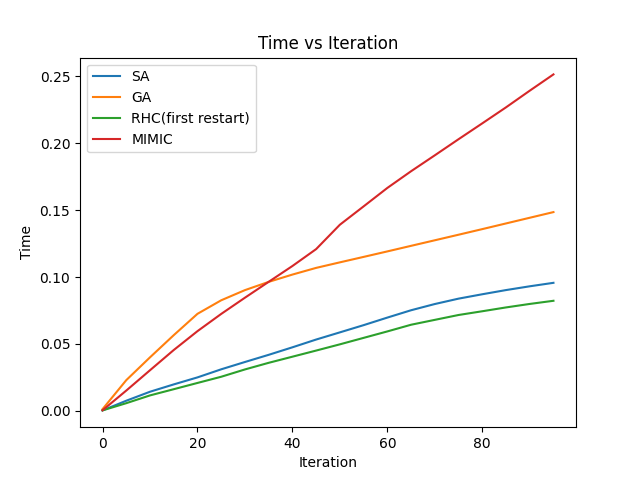 Time vs Iteration
SA
GA
RHC(first restart)
MIMIC
0.25
0.20
0.15
0.10
0.05
0.00
Time
0 20 40 60 80
Iteration